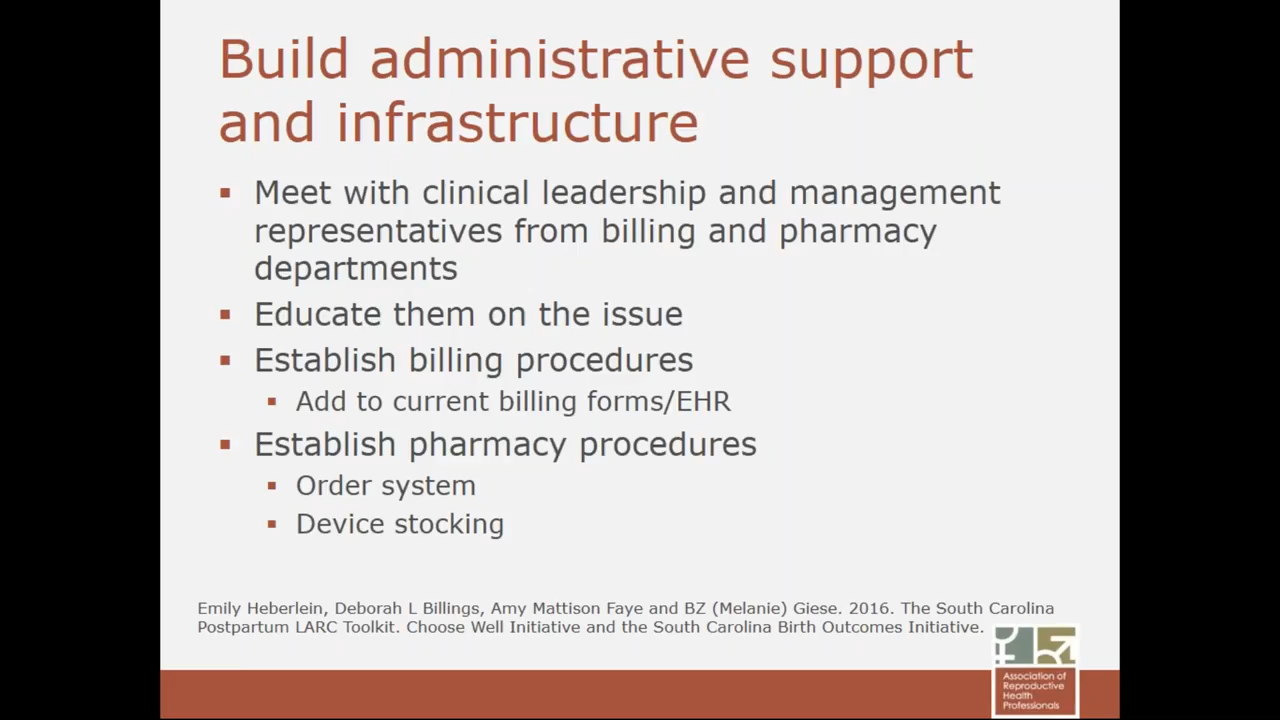 Build administrative support
and infrastructure
▪ Meet with clinical leadership and management
representatives from billing and pharmacy
departments
▪ Educate them on the issue
▪ Establish billing procedures
▪ Add to current billing forms/EHR
▪ Establish pharmacy procedures
▪ Order system
▪ Device stocking
Emily Heberlein, Deborah L Billings, Amy Mattison Faye and BZ (Melanie) Giese. 2016. The South Carolina
Postpartum LARC Toolkit. Choose Well Initiative and the South Carolina Birth Outcomes Initiative.
Association of
Reproductive
Health
Professionals